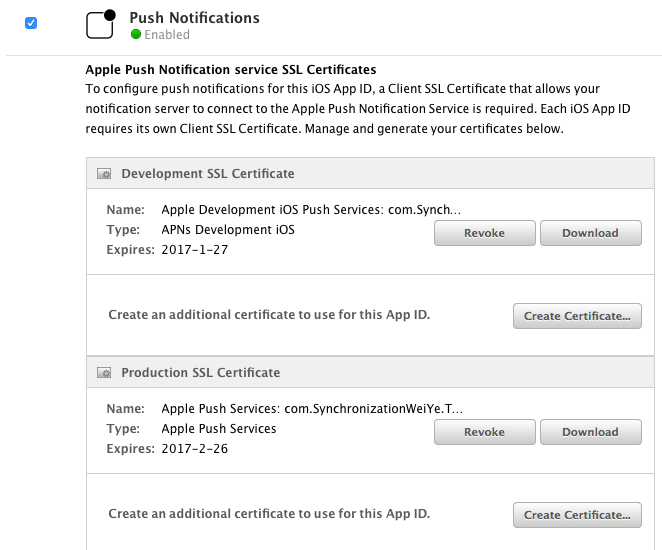 Push Notifications
Enabled
Apple Push Notification service SSL Certificates
To configure push notifications for this iOS App ID, a Client SSL Certificate that allows your
notification server to connect to the Apple Push Notification Service is required. Each iOS App ID
requires its own Client SSL Certificate. Manage and generate your certificates below.
Development SSL Certificate
Name: Apple Development iOS Push Services: com.Synch...
Type: APNs Development iOS
Revoke Download
Expires: 2017-1-27
Create an additional certificate to use for this App ID. Create Certificate...
Production SSL Certificate
Name: Apple Push Services: com.SynchronizationWeiYe.T...
Type: Apple Push Services
Revoke Download
Expires: 2017-2-26
Create an additional certificate to use for this App ID. Create Certificate...